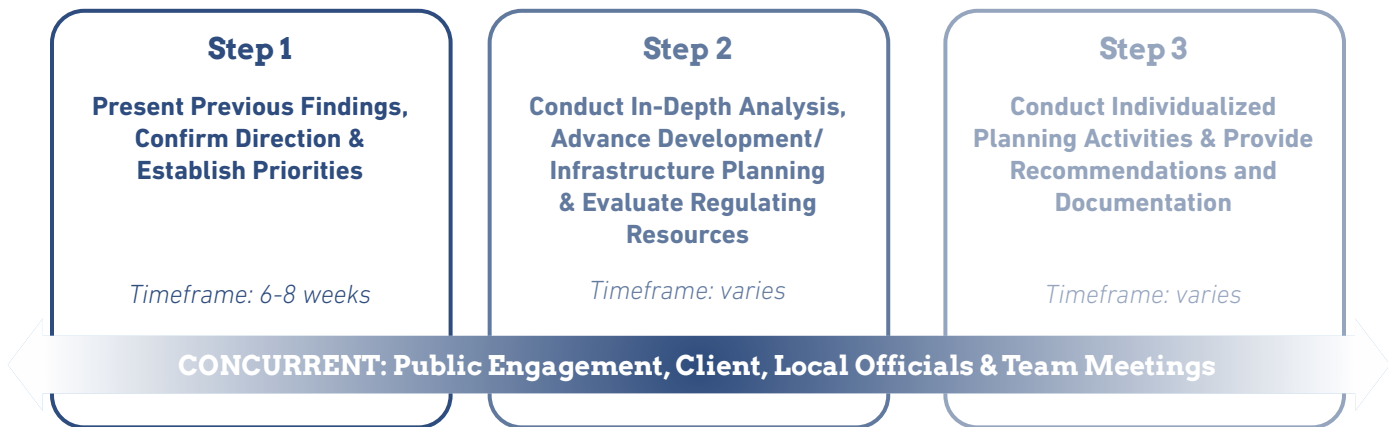 Step 1
Present Previous Findings,
Confirm Direction &
Establish Priorities
Timeframe: 6-8 weeks
Step 2
Conduct In-Depth Analysis,
Advance Development/
Infrastructure Planning
& Evaluate Regulating
Resources
Timeframe: varies
Step 3
Conduct Individualized
Planning Activities & Provide
Recommendations and
Documentation
Timeframe: varies
CONCURRENT: Public Engagement, Client, Local Officials & Team Meetings